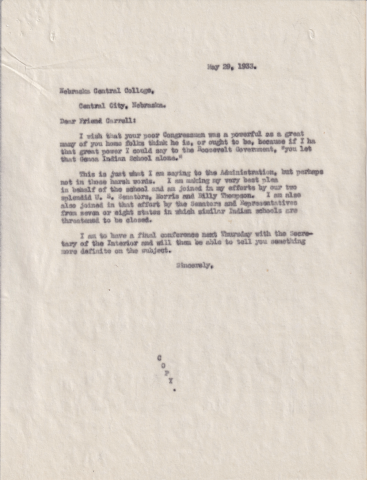 May 29, 1933.
Nebraska Central College,
Central City, Nebraska.
Dear Friend Carrell:
I wish that your poor Congressman was a powerful as a great
many of you home folks think he is, or ought to be, because if I ha
that great power I could say to the Roosevelt Government, "you let
that Genoa Indian School alone."
This is just what I am saying to the Administration, but perhaps
not in those harsh words. I am making my very best plea
in behalf of the school and am joined in my efforts by our two
splendid U. S. Senators, Norris and Billy Thompson. I am also
also joined in that effort by the Senators and Representatives
from seven or eight states in which similar Indian schools are
threatened to be closed.
I am to have a final conference next Thursday with the Secre-
tary of the Interior and will then be able to tell you something
more definite on the subject.
Sincerely,
C
O
P
Y
.